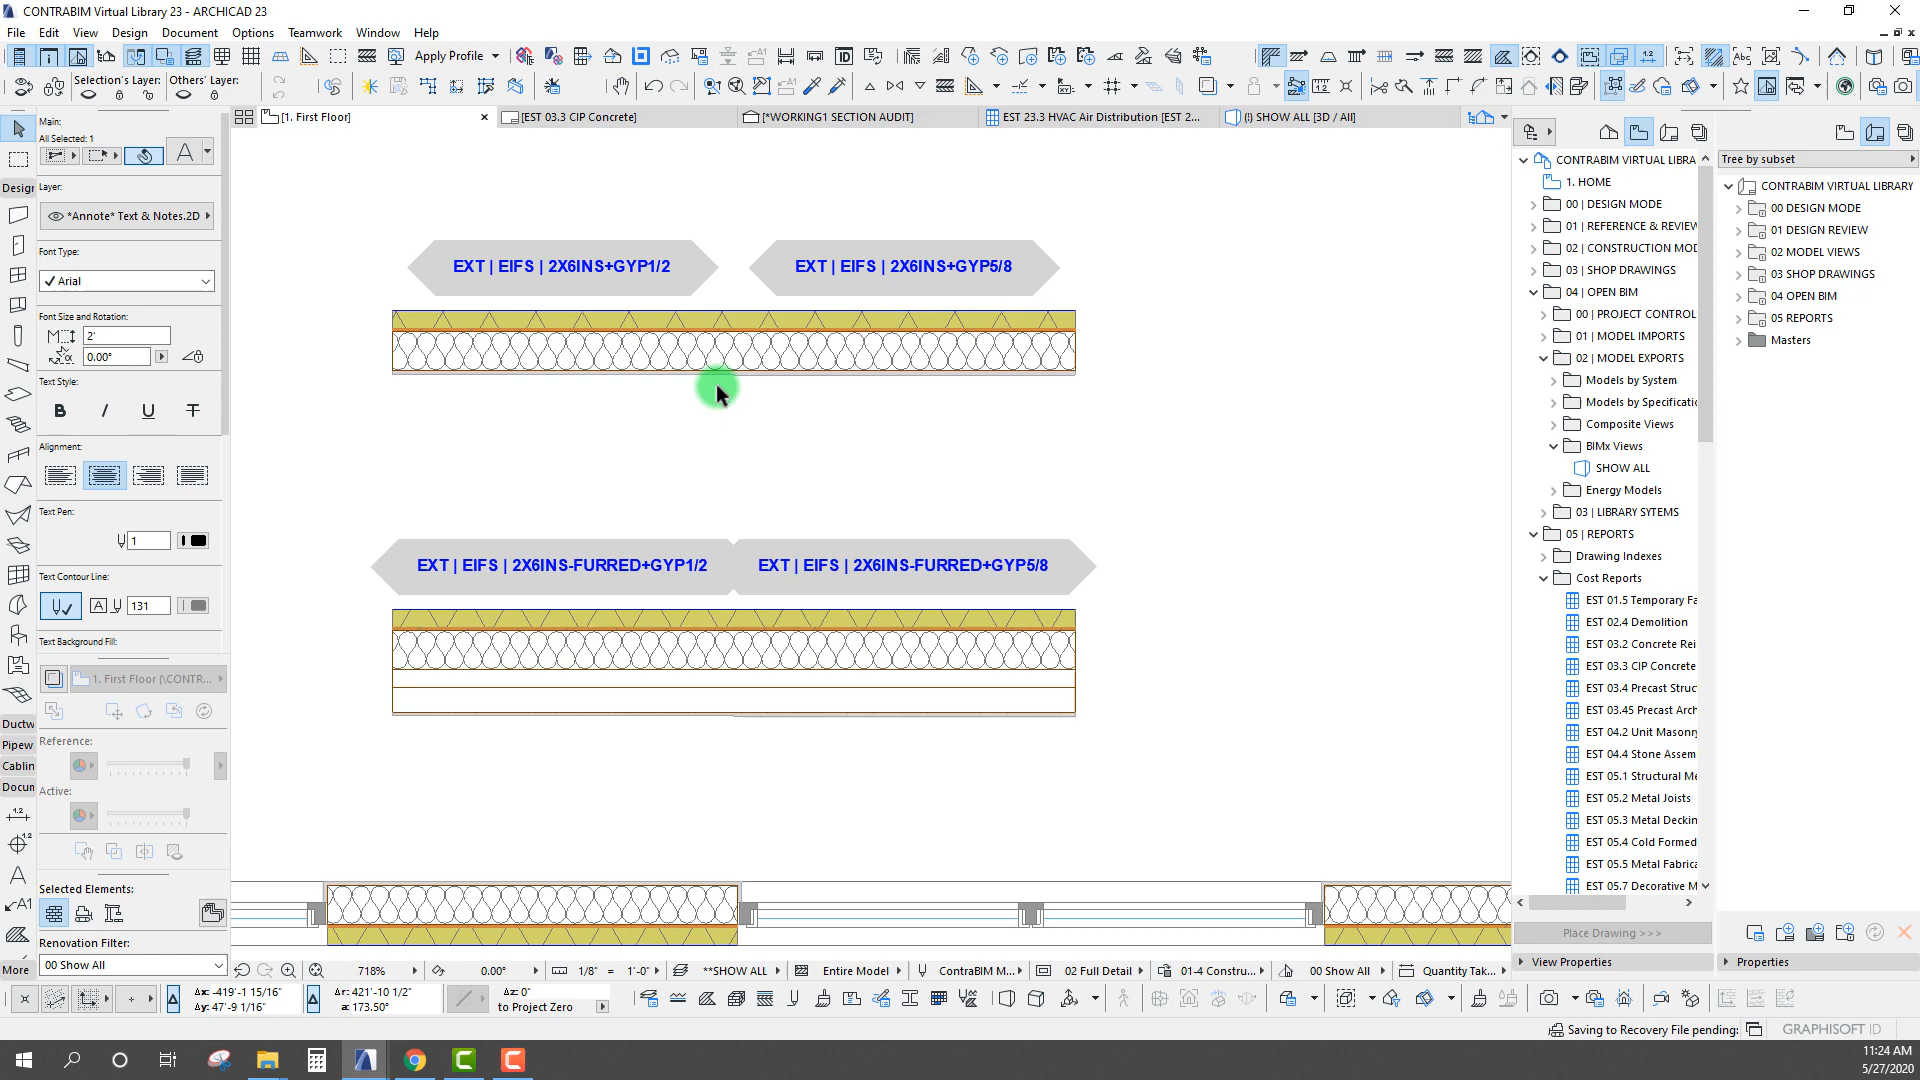 CONTRABIM Virtual Library 23 - ARCHICAD 23
File Edit View Design Document Options Teamwork Window Help
Apply Profile
Selection's Layer: Others' Layer:
[1. First Floor]
[EST 03.3 CIP Concrete]
[*WORKING1 SECTION AUDIT]
EST 23.3 HVAC Air Distribution [EST 2...
(!) SHOW ALL [3D / All]
Main:
All Selected: 1
Design
Layer:
*Annote* Text & Notes.2D
Font Type:
Arial
Font Size and Rotation:
2'
0.00°
Text Style:
B I U T
Alignment:
Text Pen:
1
Text Contour Line:
131
Text Background Fill:
1. First Floor (\CONTR...
Ductw
Pipew
Cablin
Docum
Reference:
Active:
Selected Elements:
Renovation Filter:
00 Show All
More
EXT | EIFS | 2X6INS+GYP1/2
EXT | EIFS | 2X6INS+GYP5/8
EXT | EIFS | 2X6INS-FURRED+GYP1/2
EXT | EIFS | 2X6INS-FURRED+GYP5/8
CONTRABIM VIRTUAL LIBRA
1. HOME
00 | DESIGN MODE
01 | REFERENCE & REVIEW
02 | CONSTRUCTION MOD
03 | SHOP DRAWINGS
04 | OPEN BIM
00 | PROJECT CONTROL
01 | MODEL IMPORTS
02 | MODEL EXPORTS
Models by System
Models by Specificatio
Composite Views
BIMx Views
SHOW ALL
Energy Models
03 | LIBRARY SYTEMS
05 | REPORTS
Drawing Indexes
Cost Reports
EST 01.5 Temporary Fa
EST 02.4 Demolition
EST 03.2 Concrete Rei
EST 03.3 CIP Concrete
EST 03.4 Precast Struc
EST 03.45 Precast Arch
EST 04.2 Unit Masonry
EST 04.4 Stone Assem
EST 05.1 Structural Me
EST 05.2 Metal Joists
EST 05.3 Metal Deckin
EST 05.4 Cold Formed
EST 05.5 Metal Fabrica
EST 05.7 Decorative M
Place Drawing >>>
View Properties
Tree by subset
CONTRABIM VIRTUAL LIBRARY
00 DESIGN MODE
01 DESIGN REVIEW
02 MODEL VIEWS
03 SHOP DRAWINGS
04 OPEN BIM
05 REPORTS
Masters
Properties
718% 0.00° 1/8" = 1'-0" **SHOW ALL Entire Model ContraBIM M... 02 Full Detail 01-4 Constru... 00 Show All Quantity Tak...
Δx: -419'-1 15/16"
Δy: 47'-9 1/16"
Δr: 421'-10 1/2"
a: 173.50°
Δz: 0"
to Project Zero
Saving to Recovery File pending:
GRAPHISOFT ID
11:24 AM
5/27/2020